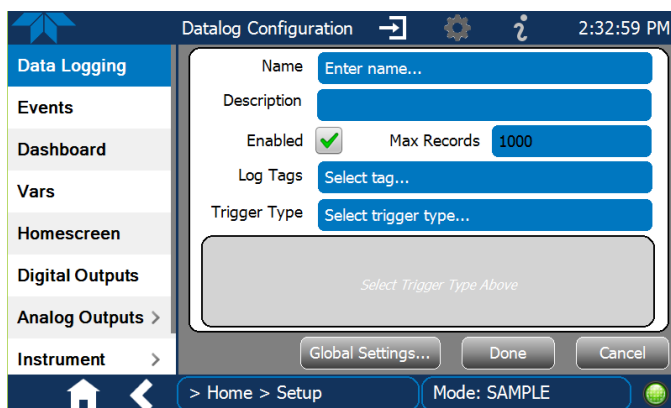 Datalog Configuration
2:32:59 PM
Data Logging
Events
Dashboard
Vars
Homescreen
Digital Outputs
Analog Outputs >
Instrument >
Name Enter name...
Description
Enabled Max Records 1000
Log Tags Select tag...
Trigger Type Select trigger type...
Select Trigger Type Above
Global Settings... Done Cancel
> Home > Setup Mode: SAMPLE